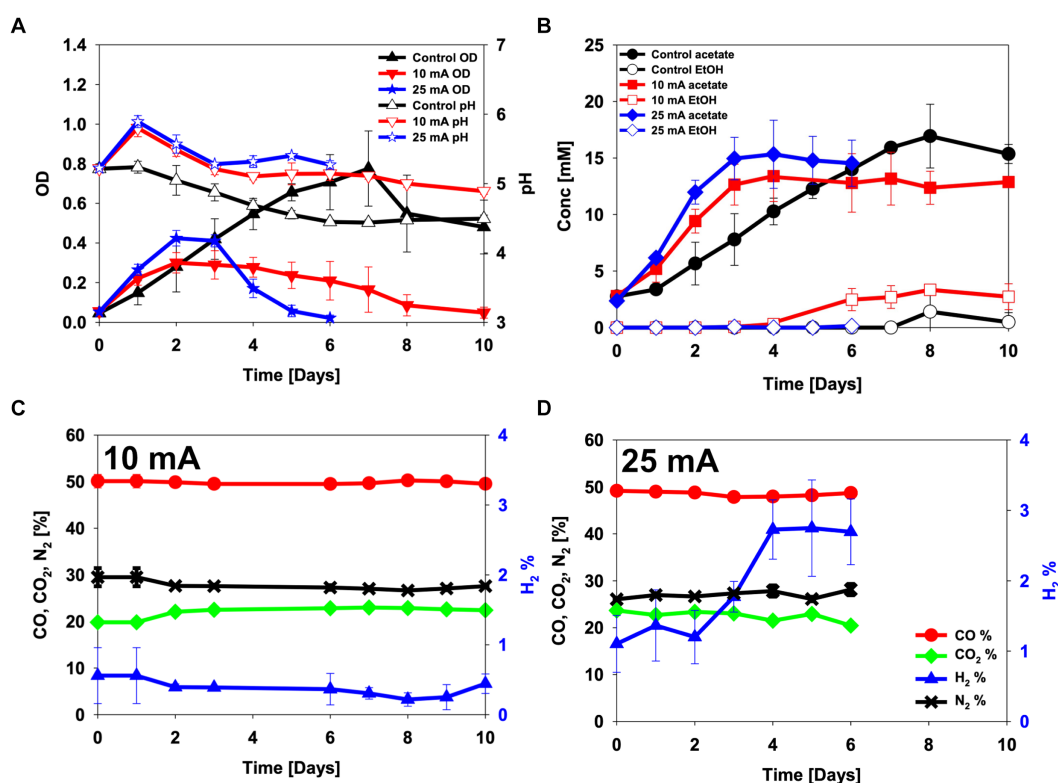 A
1.4
1.2
1.0
0.8
0.6
0.4
0.2
0.0
OD
7
6
5
4
3
pH
Control OD
10 mA OD
25 mA OD
Control pH
10 mA pH
25 mA pH
0 2 4 6 8 10
Time [Days]
B
25
20
15
10
5
0
Conc [mM]
Control acetate
Control EtOH
10 mA acetate
10 mA EtOH
25 mA acetate
25 mA EtOH
0 2 4 6 8 10
Time [Days]
C
10 mA
60
50
40
30
20
10
0
CO, CO₂, N₂ [%]
4
3
2
1
0
H₂ %
0 2 4 6 8 10
Time [Days]
D
25 mA
60
50
40
30
20
10
0
CO, CO₂, N₂ [%]
4
3
2
1
0
H₂ %
CO %
CO₂ %
H₂ %
N₂ %
0 2 4 6 8 10
Time [Days]